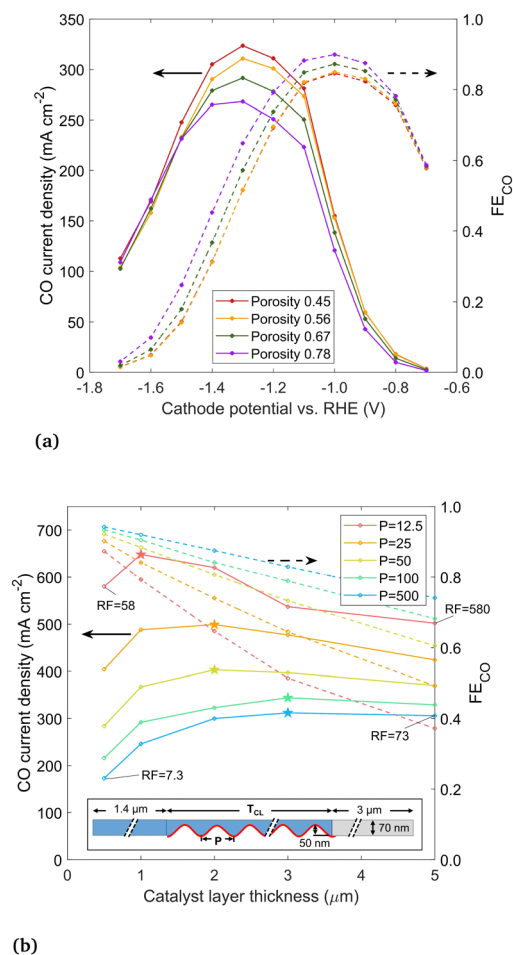 350
300
250
200
150
100
50
0
CO current density (mA cm⁻²)
1.0
0.8
0.6
0.4
0.2
0.0
FE_CO
Porosity 0.45
Porosity 0.56
Porosity 0.67
Porosity 0.78
-1.8 -1.6 -1.4 -1.2 -1.0 -0.8 -0.6
Cathode potential vs. RHE (V)
(a)
700
600
500
400
300
200
100
0
CO current density (mA cm⁻²)
1.0
0.8
0.6
0.4
0.2
0.0
FE_CO
P=12.5
P=25
P=50
P=100
P=500
RF=58
RF=580
RF=73
RF=7.3
1.4 μm T_CL 3 μm
P
50 nm
70 nm
0 1 2 3 4 5
Catalyst layer thickness (μm)
(b)